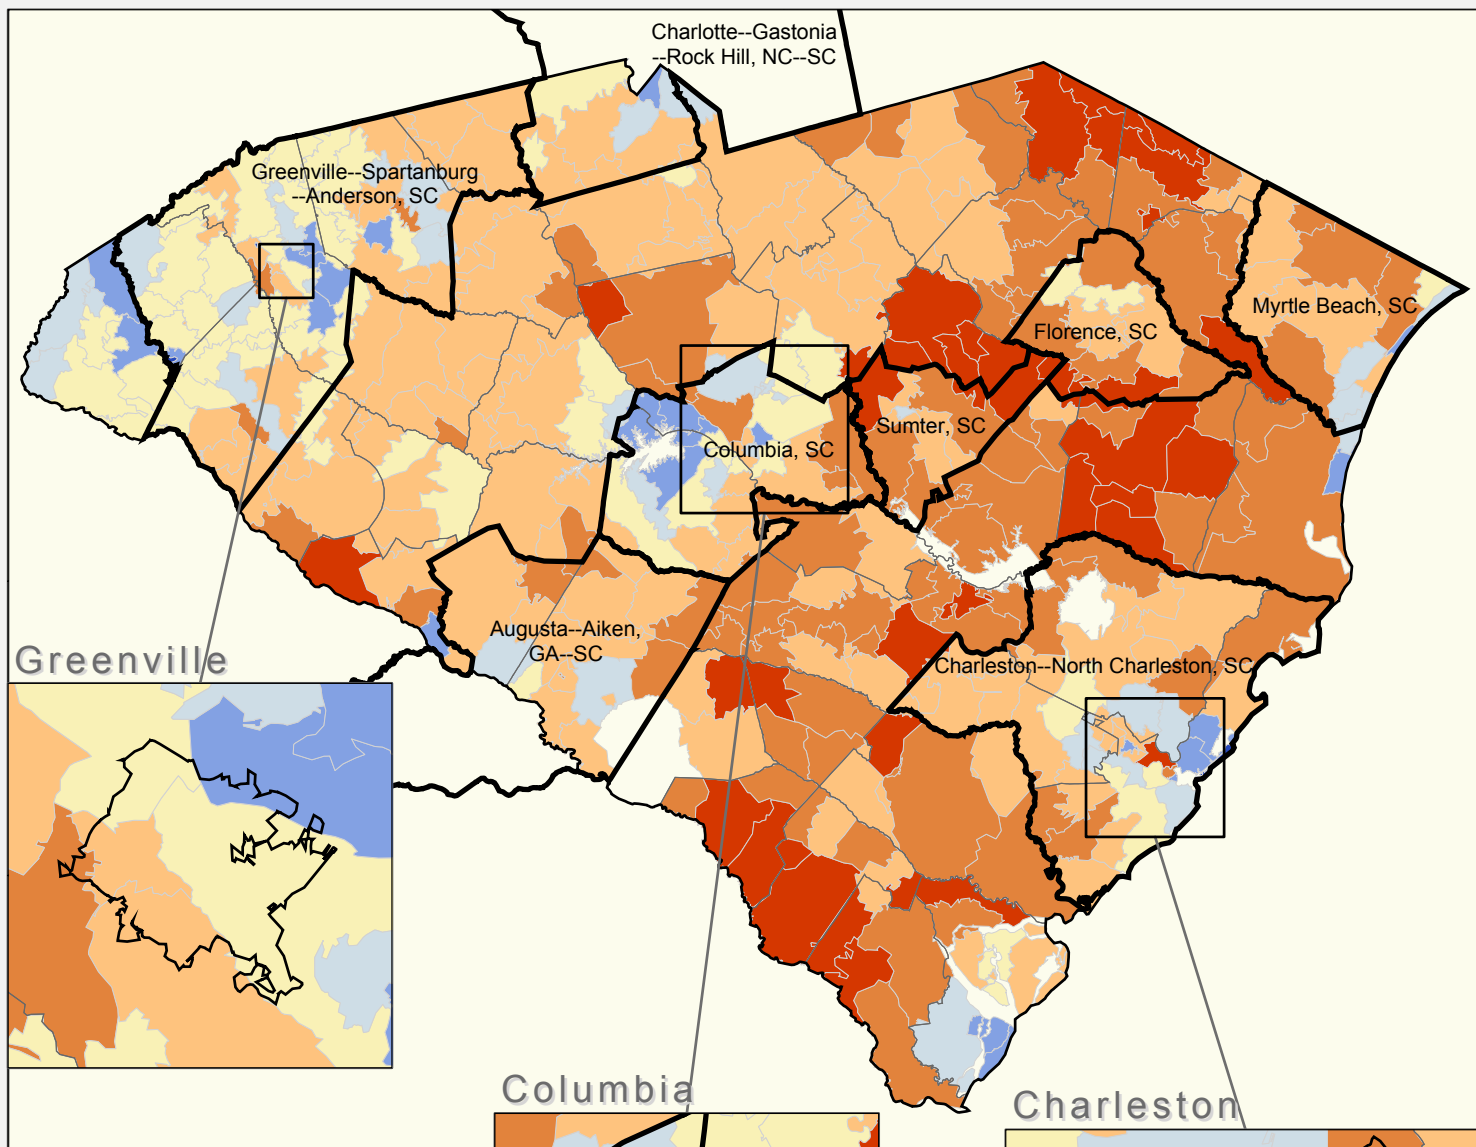 Charlotte--Gastonia
--Rock Hill, NC--SC
Greenville--Spartanburg
--Anderson, SC
Myrtle Beach, SC
Florence, SC
Sumter, SC
Columbia, SC
Augusta--Aiken,
GA--SC
Charleston--North Charleston, SC
Greenville
Columbia
Charleston